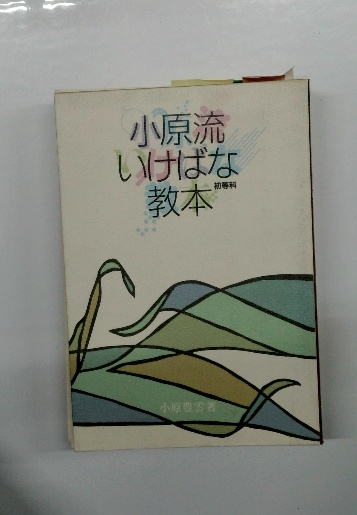 小原流
いけばな
教本
初等科
小原豊雲著